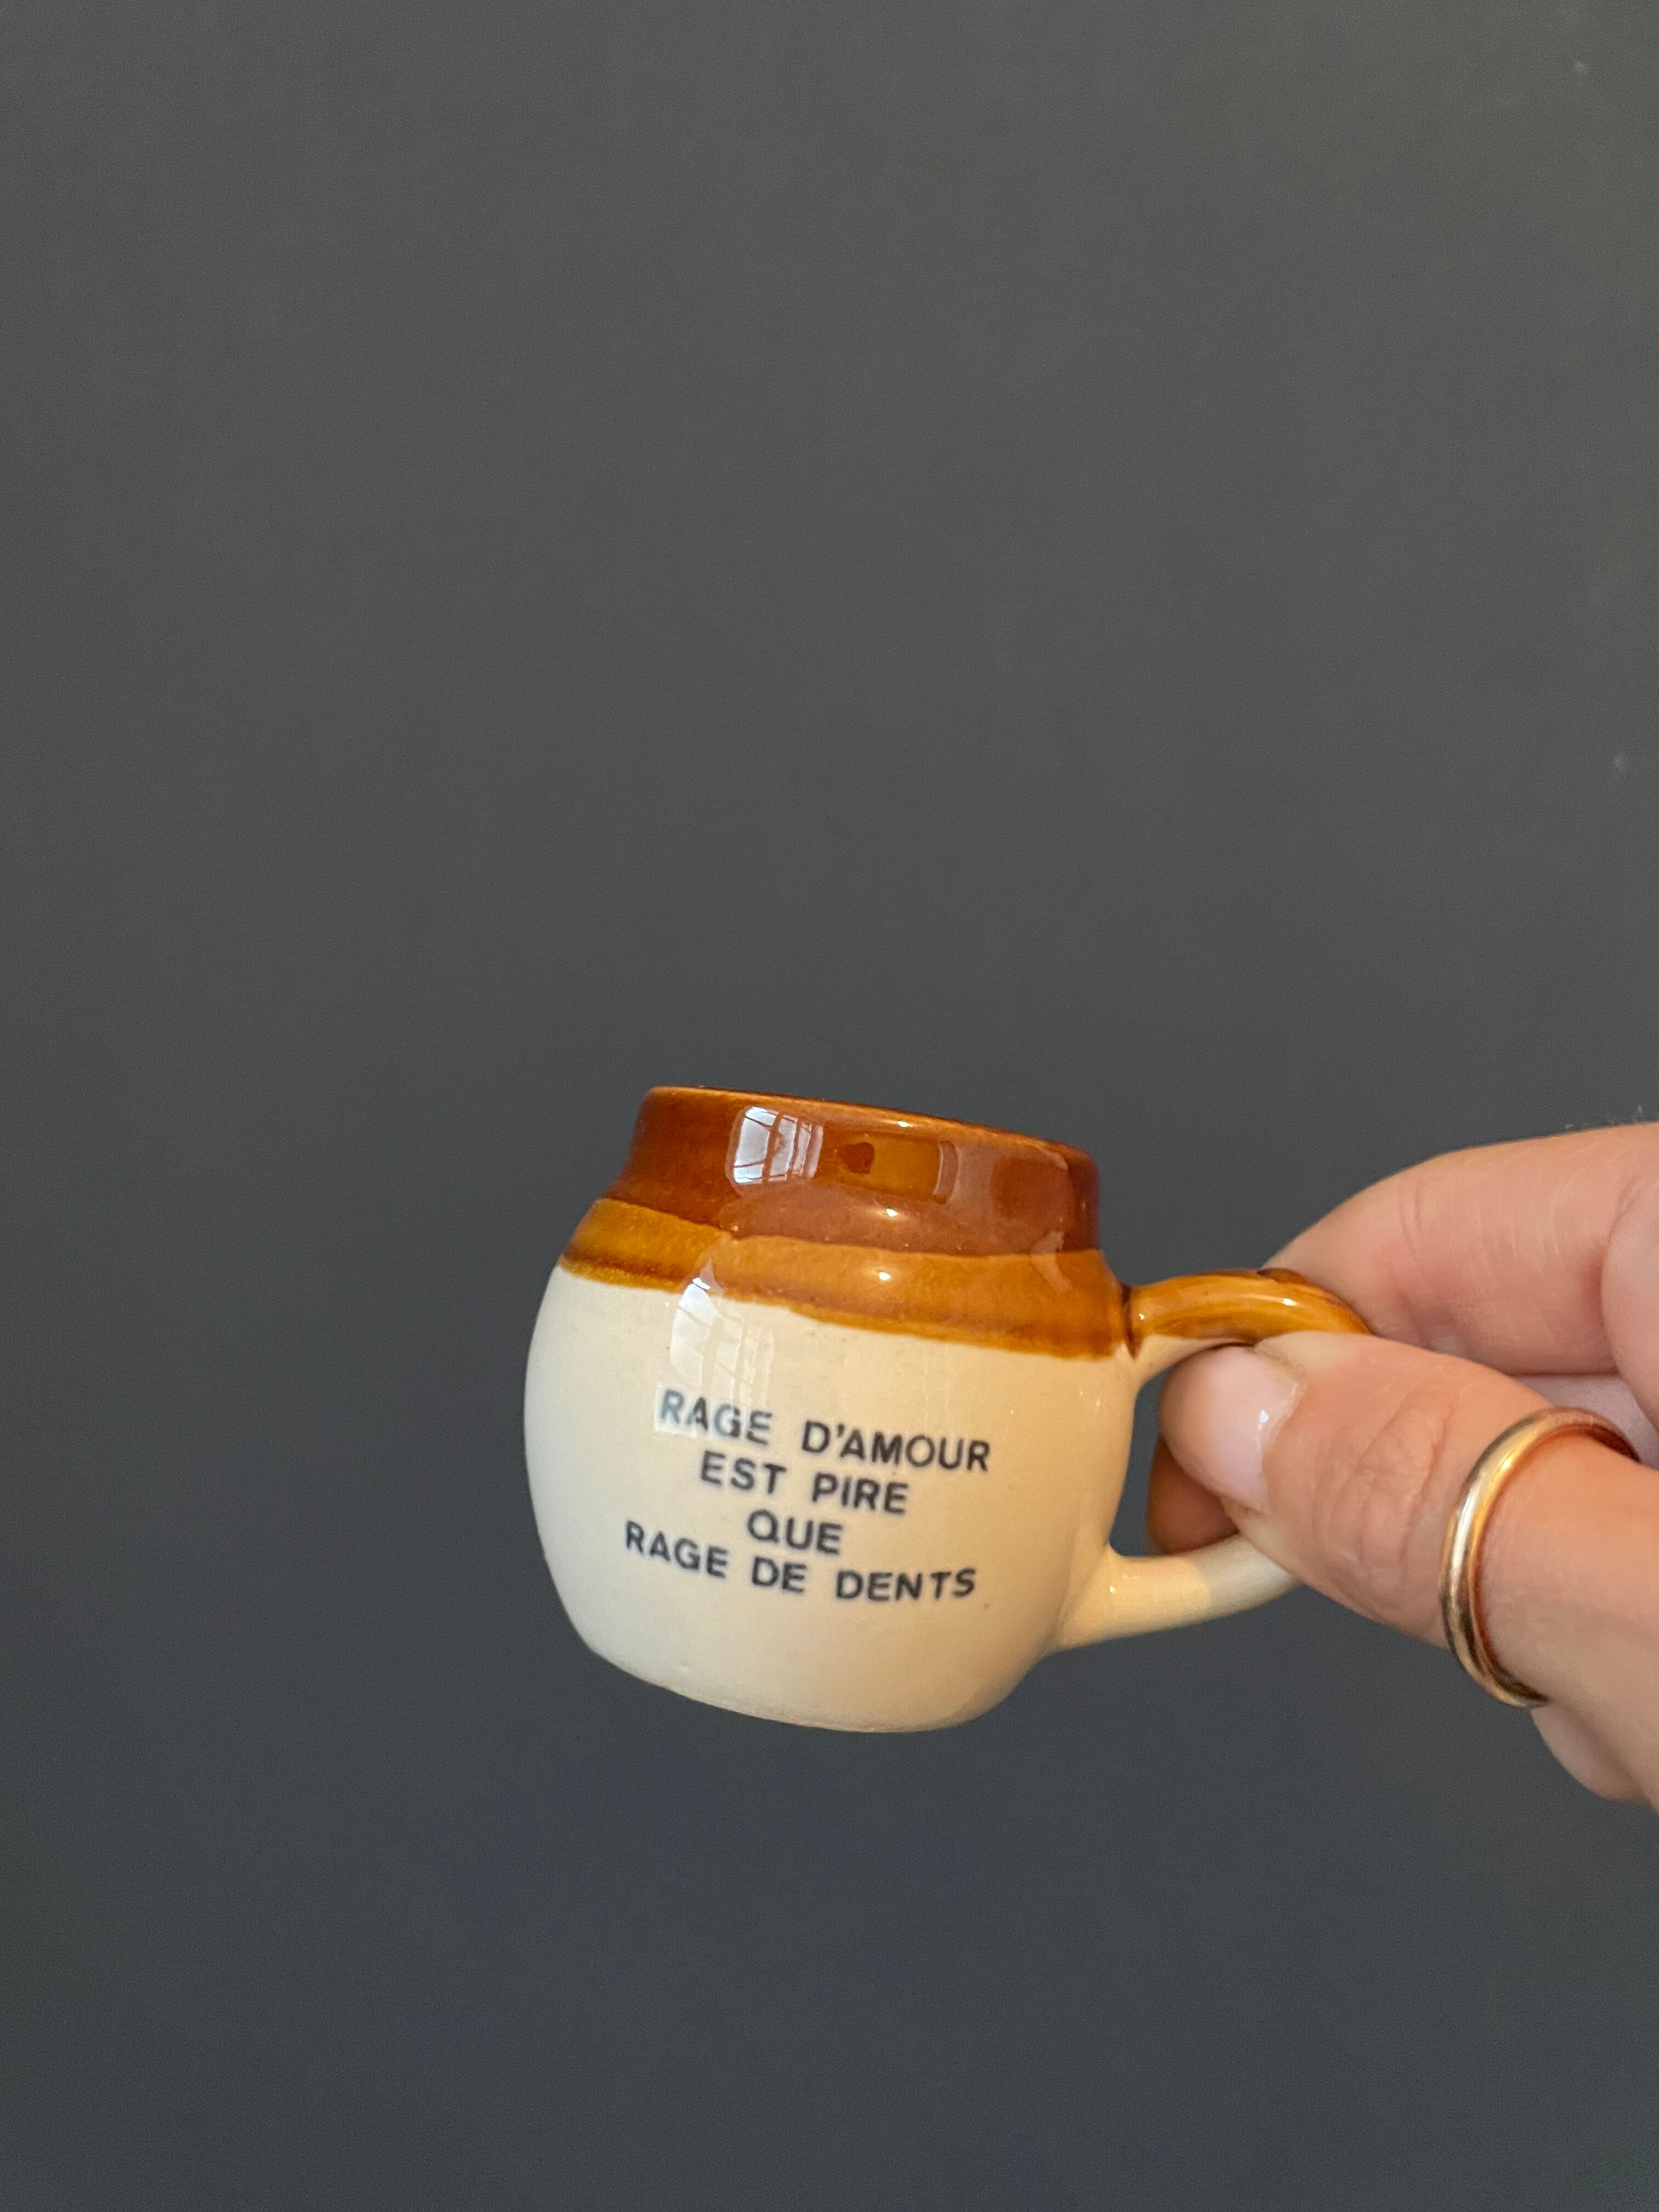 RAGE D'AMOUR
EST PIRE
QUE
RAGE DE DENTS